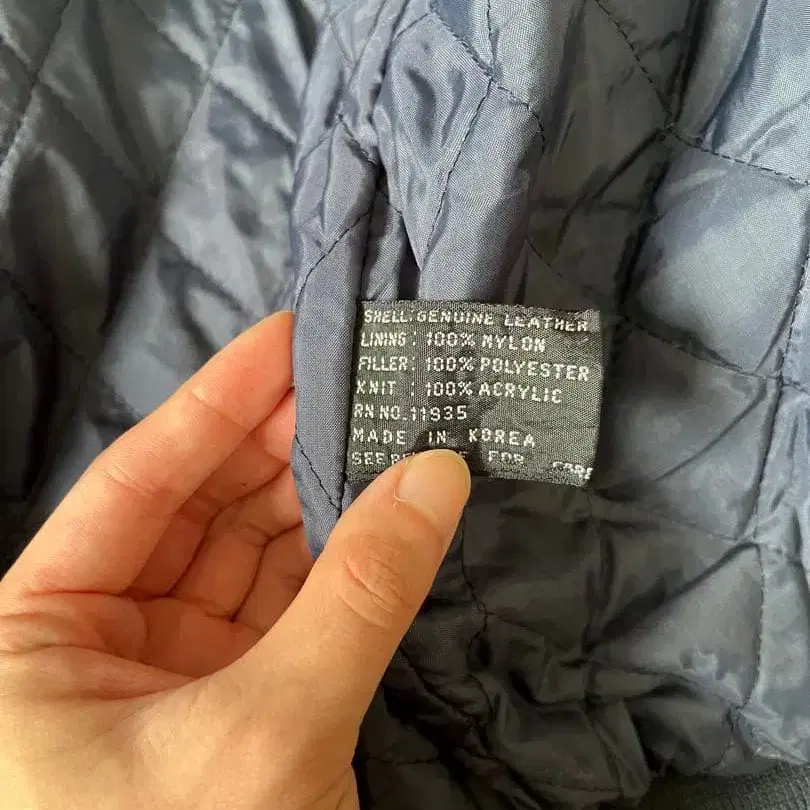 SHELL: GENUINE LEATHER
LINING: 100% NYLON
FILLER: 100% POLYESTER
KNIT : 100% ACRYLIC
RN NO. 11935
MADE IN KOREA
FOR